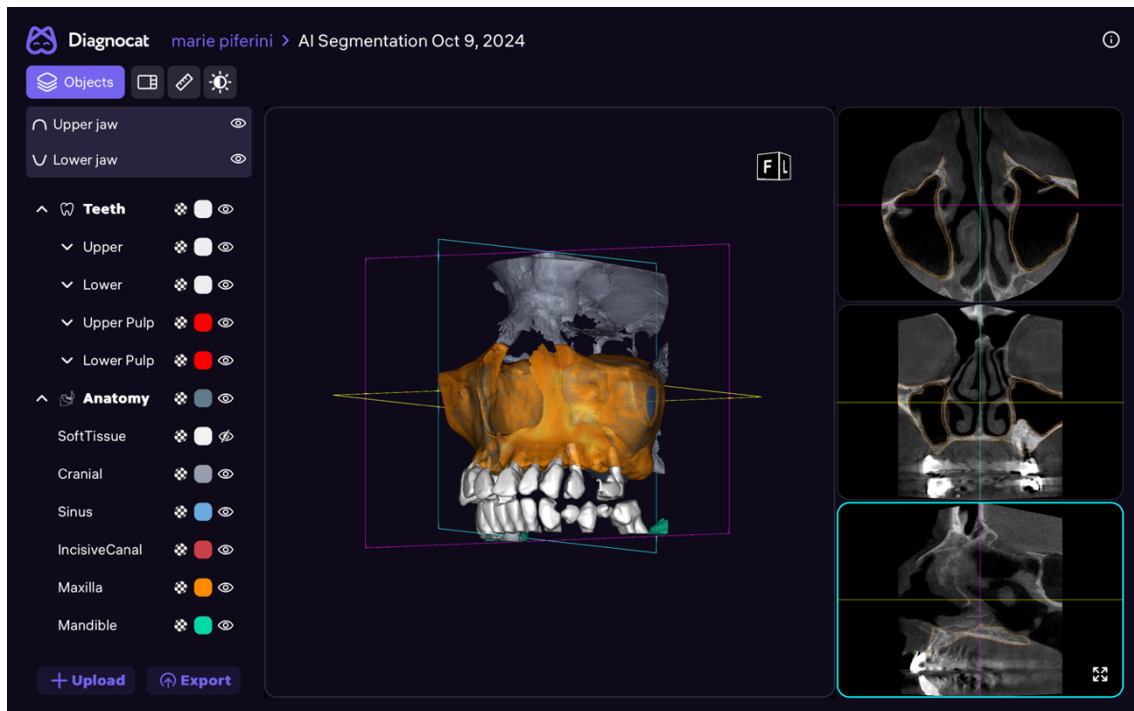 Diagnocat marie piferini > AI Segmentation Oct 9, 2024
Objects
Upper jaw
Lower jaw
Teeth
Upper
Lower
Upper Pulp
Lower Pulp
Anatomy
SoftTissue
Cranial
Sinus
IncisiveCanal
Maxilla
Mandible
+ Upload Export
F L